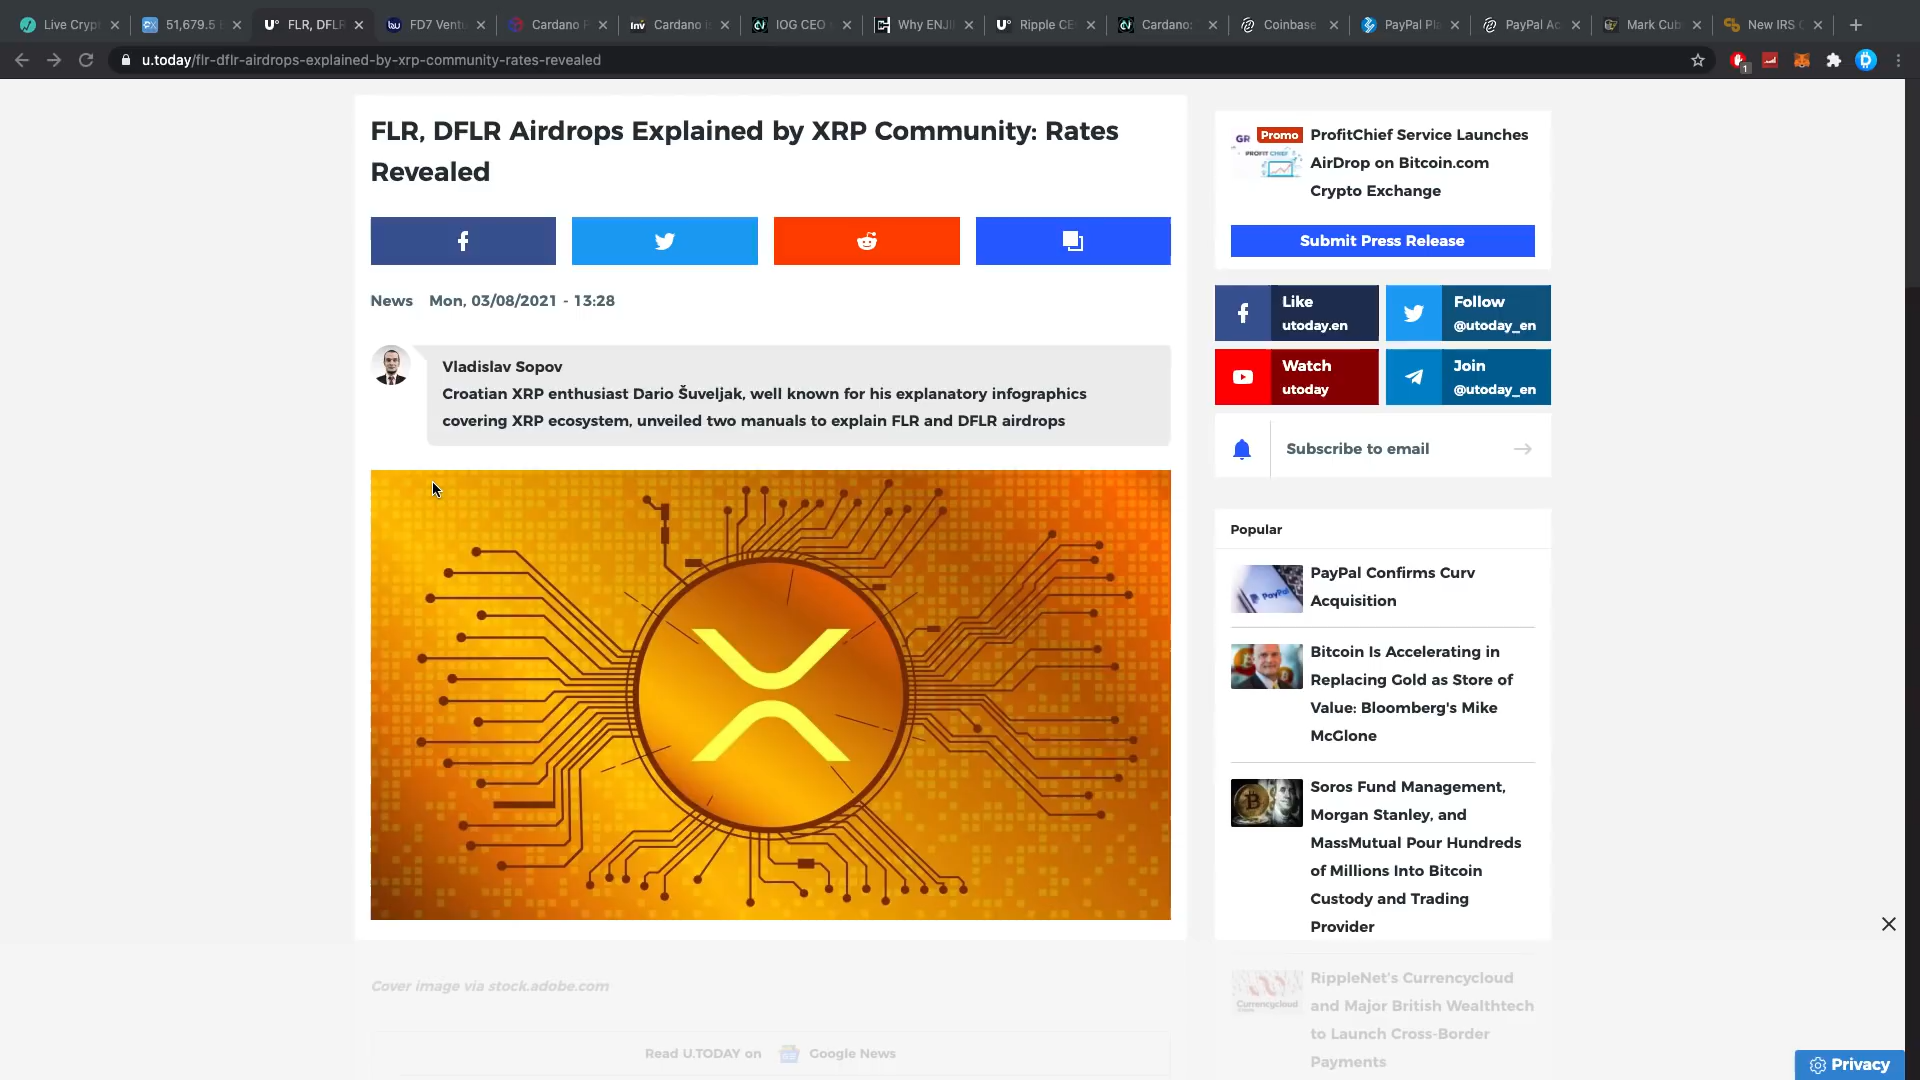 Live Crypt
51,679.5
FLR, DFLR
FD7 Ventu
Cardano
Cardano
IOG CEO
Why ENJI
Ripple CE
Cardano:
Coinbase
PayPal Pl
PayPal Ac
Mark Cub
New IRS
u.today/flr-dflr-airdrops-explained-by-xrp-community-rates-revealed
1
FLR, DFLR Airdrops Explained by XRP Community: Rates
Revealed
News Mon, 03/08/2021 - 13:28
Vladislav Sopov
Croatian XRP enthusiast Dario Šuveljak, well known for his explanatory infographics
covering XRP ecosystem, unveiled two manuals to explain FLR and DFLR airdrops
Cover image via stock.adobe.com
Read U.TODAY on Google News
Promo
PROFIT CHIEF
ProfitChief Service Launches
AirDrop on Bitcoin.com
Crypto Exchange
Submit Press Release
Like
utoday.en
Follow
@utoday_en
Watch
utoday
Join
@utoday_en
Subscribe to email
Popular
PayPal Confirms Curv
Acquisition
Bitcoin Is Accelerating in
Replacing Gold as Store of
Value: Bloomberg's Mike
McGlone
Soros Fund Management,
Morgan Stanley, and
MassMutual Pour Hundreds
of Millions Into Bitcoin
Custody and Trading
Provider
RippleNet's Currencycloud
and Major British Wealthtech
to Launch Cross-Border
Payments
Privacy